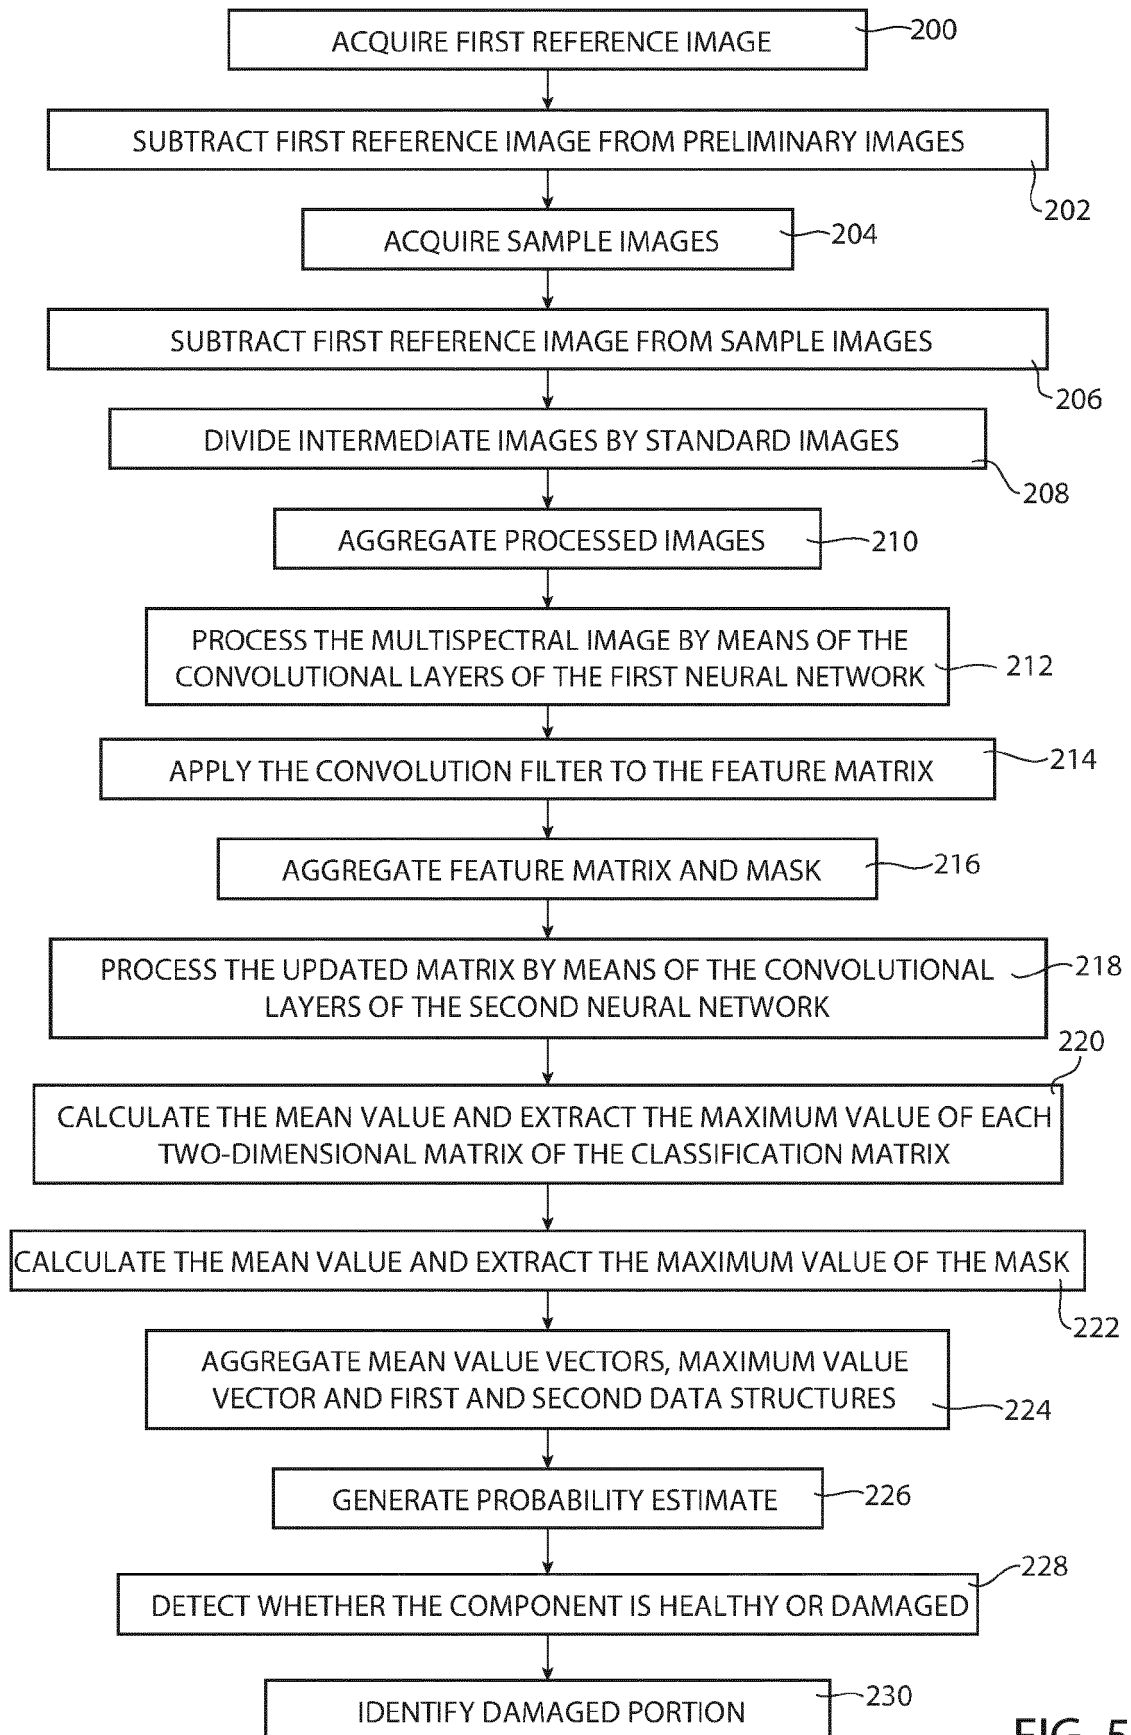 ACQUIRE FIRST REFERENCE IMAGE
200
SUBTRACT FIRST REFERENCE IMAGE FROM PRELIMINARY IMAGES
202
ACQUIRE SAMPLE IMAGES
204
SUBTRACT FIRST REFERENCE IMAGE FROM SAMPLE IMAGES
206
DIVIDE INTERMEDIATE IMAGES BY STANDARD IMAGES
208
AGGREGATE PROCESSED IMAGES
210
PROCESS THE MULTISPECTRAL IMAGE BY MEANS OF THE
CONVOLUTIONAL LAYERS OF THE FIRST NEURAL NETWORK
212
APPLY THE CONVOLUTION FILTER TO THE FEATURE MATRIX
214
AGGREGATE FEATURE MATRIX AND MASK
216
PROCESS THE UPDATED MATRIX BY MEANS OF THE CONVOLUTIONAL
LAYERS OF THE SECOND NEURAL NETWORK
218
220
CALCULATE THE MEAN VALUE AND EXTRACT THE MAXIMUM VALUE OF EACH
TWO-DIMENSIONAL MATRIX OF THE CLASSIFICATION MATRIX
CALCULATE THE MEAN VALUE AND EXTRACT THE MAXIMUM VALUE OF THE MASK
222
AGGREGATE MEAN VALUE VECTORS, MAXIMUM VALUE
VECTOR AND FIRST AND SECOND DATA STRUCTURES
224
GENERATE PROBABILITY ESTIMATE
226
228
DETECT WHETHER THE COMPONENT IS HEALTHY OR DAMAGED
IDENTIFY DAMAGED PORTION
230
FIG. 5